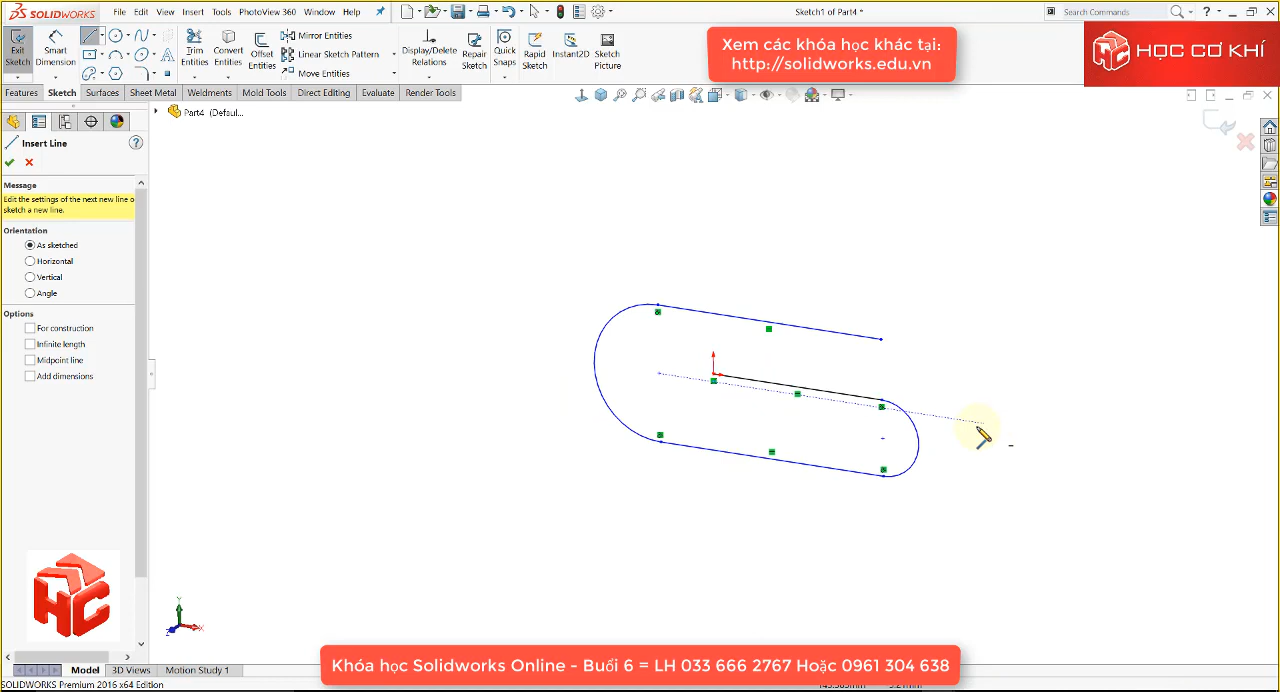 SOLIDWORKS
File Edit View Insert Tools PhotoView 360 Window Help
Sketch1 of Part4 *
Search Commands
Exit Sketch
Smart Dimension
Trim Entities
Convert Entities
Offset Entities
Mirror Entities
Linear Sketch Pattern
Move Entities
Display/Delete Relations
Repair Sketch
Quick Snaps
Rapid Sketch
Instant2D
Sketch Picture
Xem các khóa học khác tại:
http://solidworks.edu.vn
HC HỌC CƠ KHÍ
Features Sketch Surfaces Sheet Metal Weldments Mold Tools Direct Editing Evaluate Render Tools
Part4 (Defaul...
Insert Line
Message
Edit the settings of the next new line o
sketch a new line.
Orientation
As sketched
Horizontal
Vertical
Angle
Options
For construction
Infinite length
Midpoint line
Add dimensions
HC
Y
X
Z
Khóa học Solidworks Online - Buổi 6 = LH 033 666 2767 Hoặc 0961 304 638
Model 3D Views Motion Study 1
SOLIDWORKS Premium 2016 x64 Edition